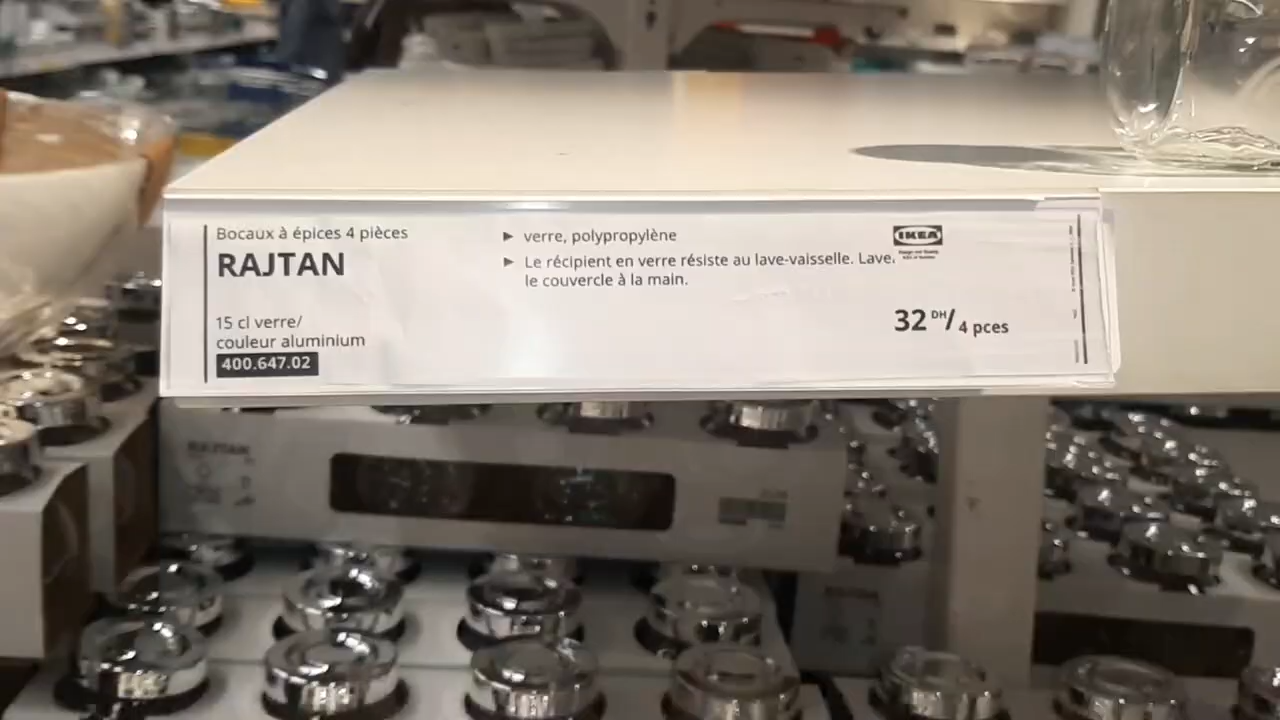 Bocaux à épices 4 pièces
RAJTAN
15 cl verre/
couleur aluminium
400.647.02
▶ verre, polypropylène
▶ Le récipient en verre résiste au lave-vaisselle. Lave.
le couvercle à la main.
IKEA
32 DH/4 pces
RAJTAN